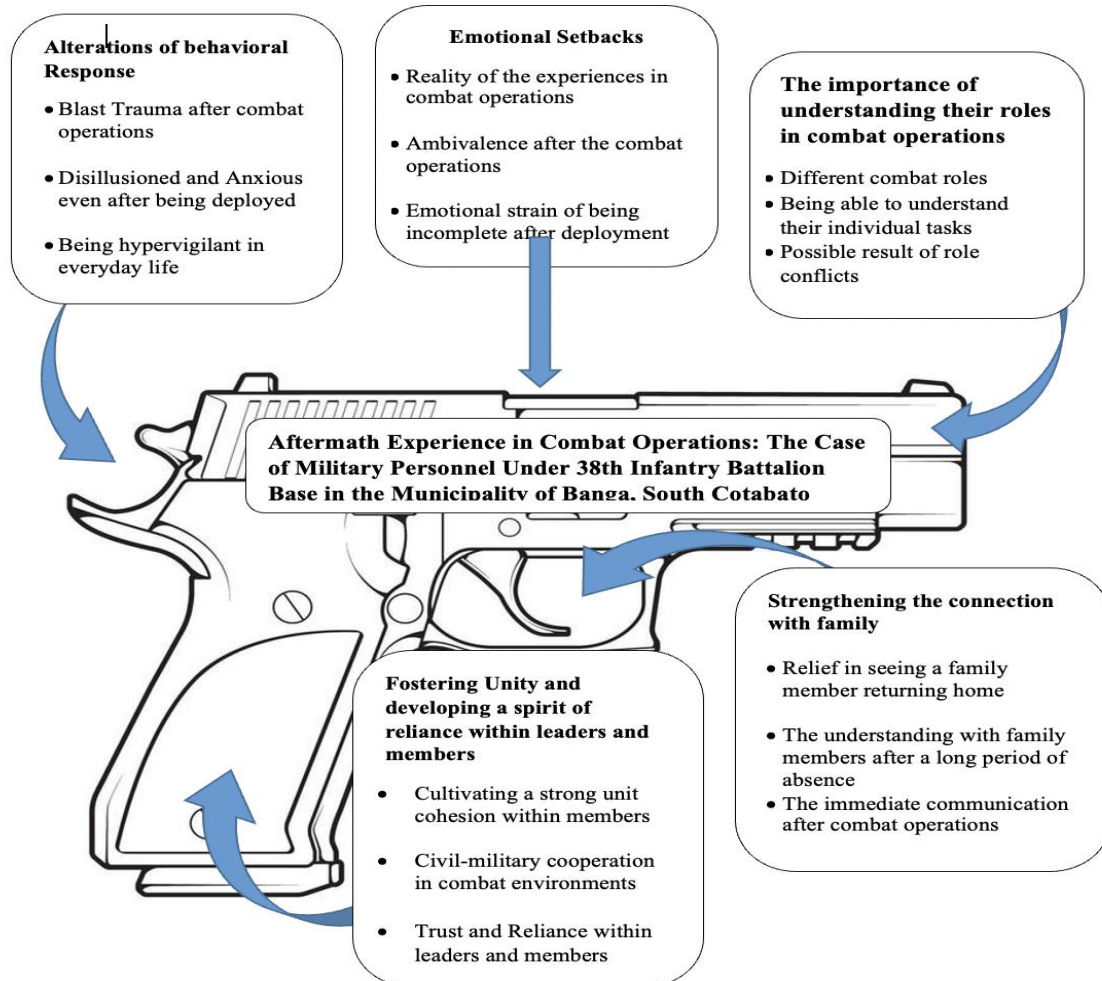 Alterations of behavioral
Response
• Blast Trauma after combat
operations
• Disillusioned and Anxious
even after being deployed
• Being hypervigilant in
everyday life
Emotional Setbacks
• Reality of the experiences in
combat operations
• Ambivalence after the combat
operations
• Emotional strain of being
incomplete after deployment
The importance of
understanding their roles
in combat operations
• Different combat roles
• Being able to understand
their individual tasks
• Possible result of role
conflicts
Aftermath Experience in Combat Operations: The Case
of Military Personnel Under 38th Infantry Battalion
Base in the Municipality of Banga, South Cotabato
Strengthening the connection
with family
• Relief in seeing a family
member returning home
• The understanding with family
members after a long period of
absence
• The immediate communication
after combat operations
Fostering Unity and
developing a spirit of
reliance within leaders and
members
• Cultivating a strong unit
cohesion within members
• Civil-military cooperation
in combat environments
• Trust and Reliance within
leaders and members